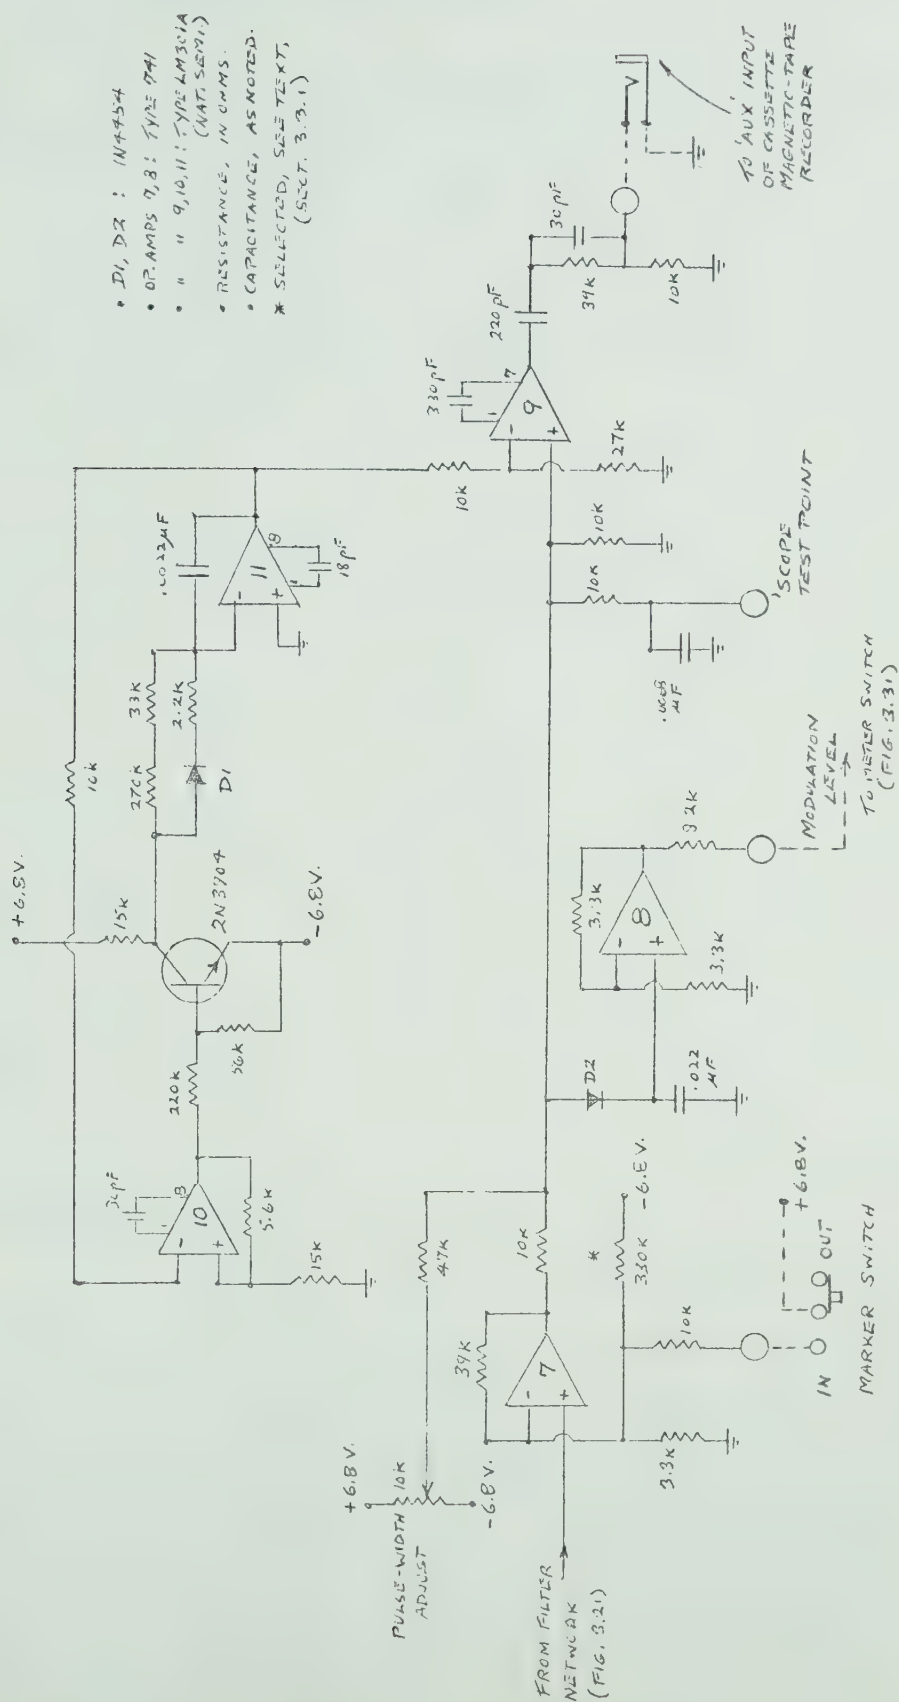 • D1, D2 : 1N4454
• OP. AMPS 7,8 : TYPE 741
• " " 9,10,11 : TYPE LM301A
(NAT. SEMI.)
• RESISTANCE, IN OHMS.
• CAPACITANCE, AS NOTED.
* SELECTED, SEE TEXT,
(SECT. 3.3.1)
+6.8V.
10K
15K
2N3704
-6.8V.
56K
220K
30pF
8
10
-
+
5.6K
15K
270K
33K
D1
2.2K
.0022µF
11
-
+
8
1
18pF
10K
330pF
1
7
9
-
+
27K
220pF
30pF
39K
10K
TO 'AUX' INPUT
OF CASSETTE
MAGNETIC-TAPE
RECORDER
10K
10K
'SCOPE
TEST POINT
µF
3.3K
8
-
+
3.3K
MODULATION
LEVEL
TO METER SWITCH
(FIG. 3.31)
D2
.022
µF
+6.8V.
PULSE-WIDTH
ADJUST
10K
-6.8V.
47K
10K
39K
7
-
+
FROM FILTER
NETWORK
(FIG. 3.21)
*
330K
-6.8V.
3.3K
10K
IN
OUT
+6.8V.
MARKER SWITCH